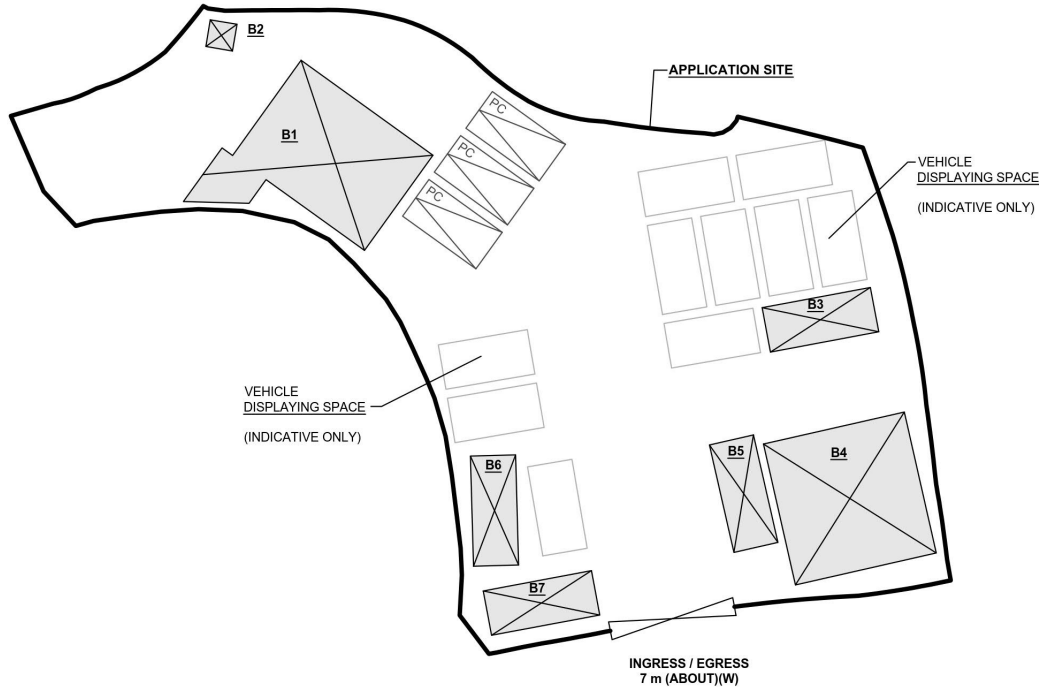 B2
APPLICATION SITE
PC
B1
PC
VEHICLE
DISPLAYING SPACE
(INDICATIVE ONLY)
PC
B3
VEHICLE
DISPLAYING SPACE
(INDICATIVE ONLY)
B5
B4
B6
B7
INGRESS / EGRESS
7 m (ABOUT)(W)